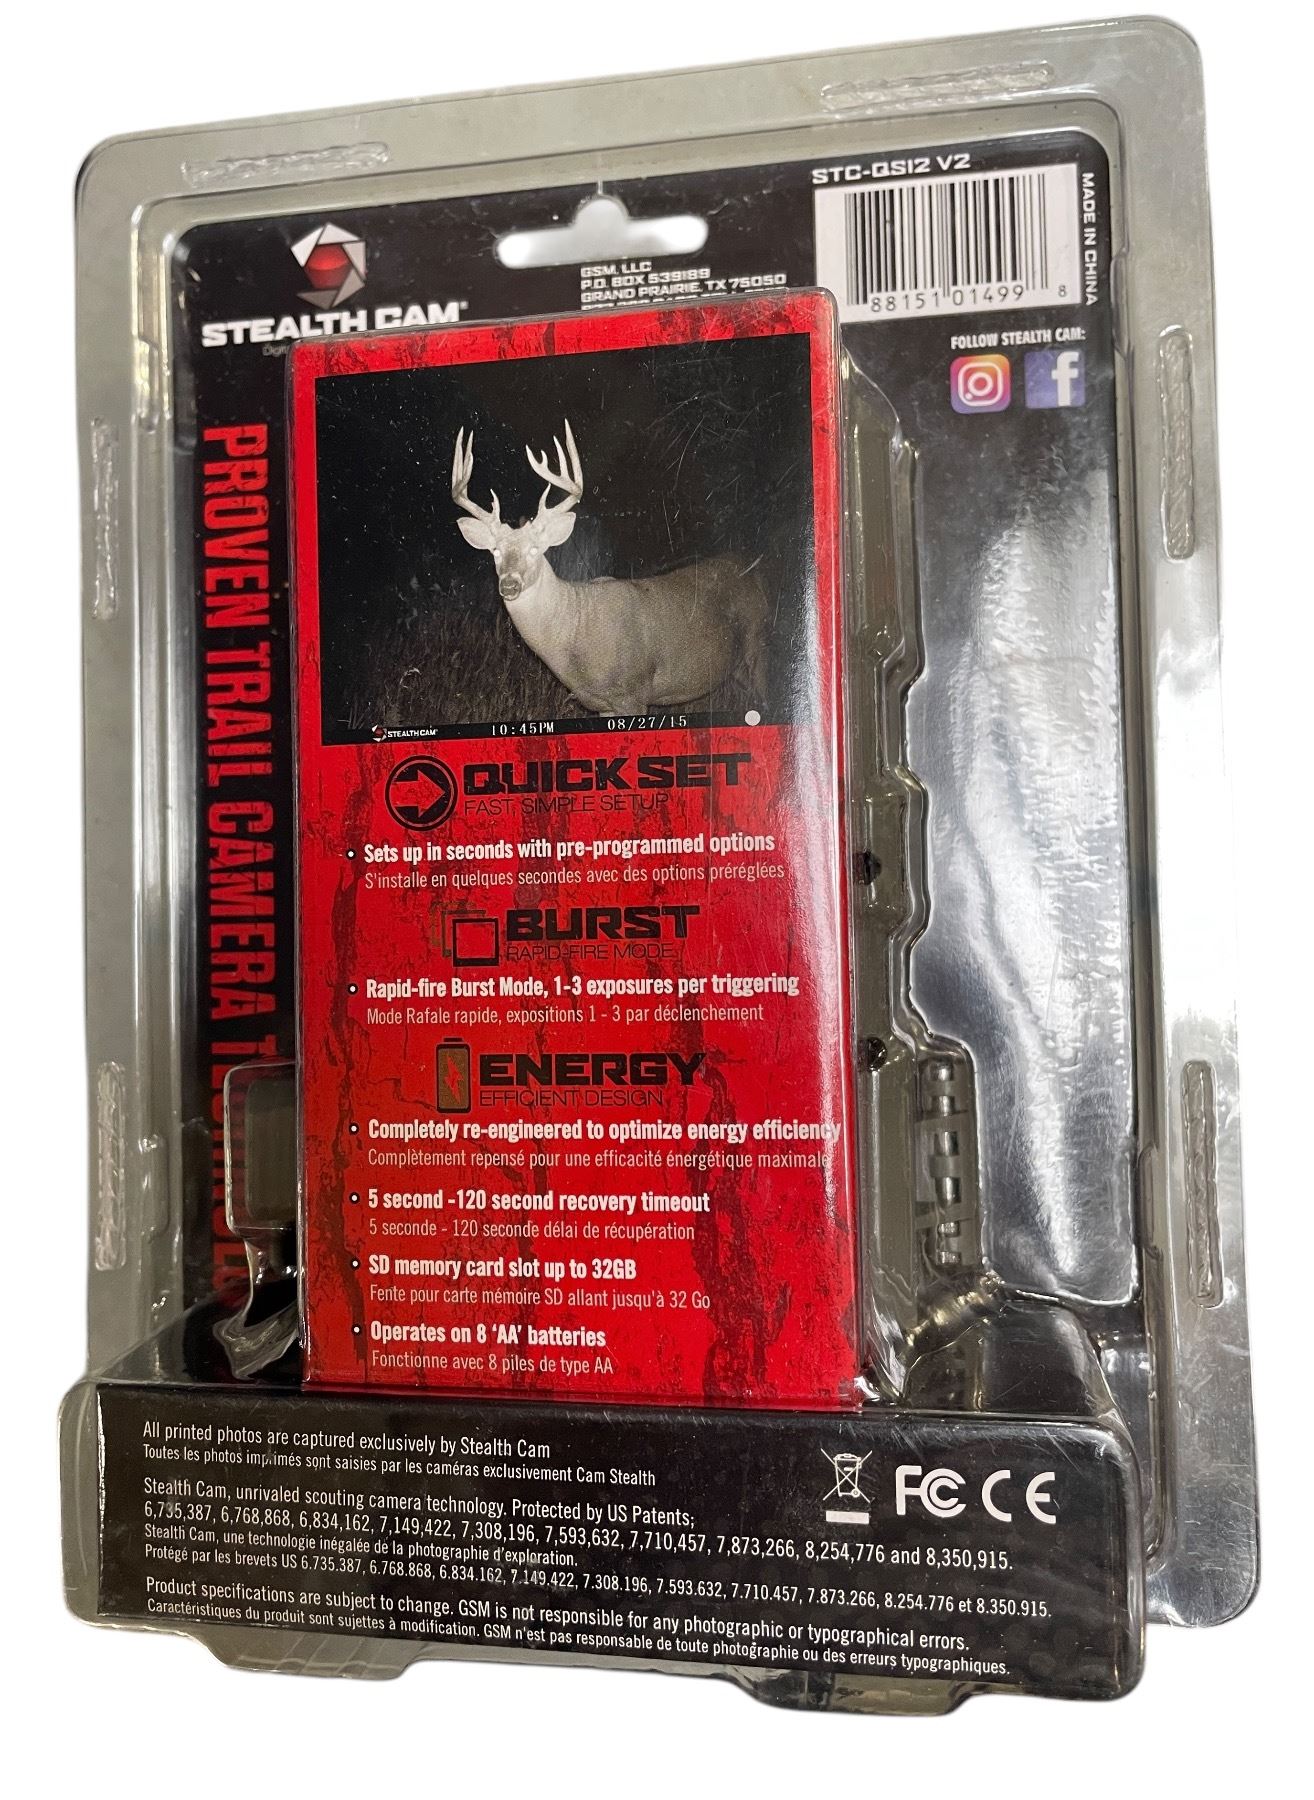 STC-QS12 V2
MADE IN CHINA
88151 01499 8
GSM, LLC
P.O. BOX 539189
GRAND PRAIRIE, TX 75050
STEALTH CAM
FOLLOW STEALTH CAM:
PROVEN TRAIL CAMERA
STEALTH CAM 10:45PM 08/27/15
QUICK SET
FAST, SIMPLE SETUP
• Sets up in seconds with pre-programmed options
S'installe en quelques secondes avec des options préréglées
BURST
RAPID-FIRE MODE
• Rapid-fire Burst Mode, 1-3 exposures per triggering
Mode Rafale rapide, expositions 1 - 3 par déclenchement
ENERGY
EFFICIENT DESIGN
• Completely re-engineered to optimize energy efficiency
Complètement repensé pour une efficacité énergétique maximale
• 5 second -120 second recovery timeout
5 seconde - 120 seconde délai de récupération
• SD memory card slot up to 32GB
Fente pour carte mémoire SD allant jusqu'à 32 Go
• Operates on 8 'AA' batteries
Fonctionne avec 8 piles de type AA
All printed photos are captured exclusively by Stealth Cam
Toutes les photos imprimés sont saisies par les caméras exclusivement Cam Stealth
FC CE
Stealth Cam, unrivaled scouting camera technology. Protected by US Patents;
6,735,387, 6,768,868, 6,834,162, 7,149,422, 7,308,196, 7,593,632, 7,710,457, 7,873,266, 8,254,776 and 8,350,915.
Stealth Cam, une technologie inégalée de la photographie d'exploration.
Protégé par les brevets US 6.735.387, 6.768.868, 6.834.162, 7.149.422, 7.308.196, 7.593.632, 7.710.457, 7.873.266, 8.254.776 et 8.350.915.
Product specifications are subject to change. GSM is not responsible for any photographic or typographical errors.
Caractéristiques du produit sont sujettes à modification. GSM n'est pas responsable de toute photographie ou des erreurs typographiques.